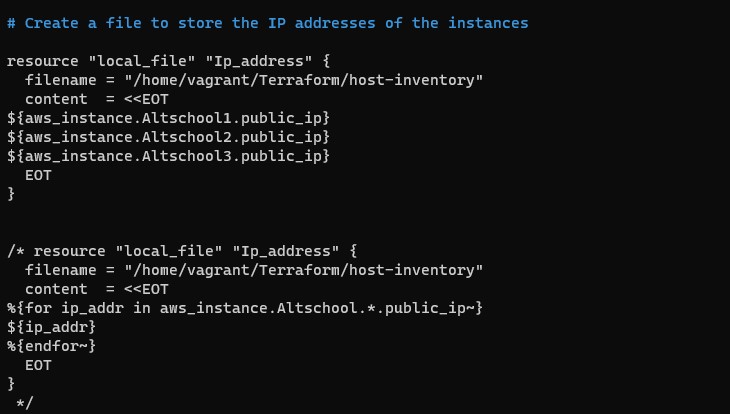 # Create a file to store the IP addresses of the instances

resource "local_file" "Ip_address" {
  filename = "/home/vagrant/Terraform/host-inventory"
  content  = <<EOT
${aws_instance.Altschool1.public_ip}
${aws_instance.Altschool2.public_ip}
${aws_instance.Altschool3.public_ip}
  EOT
}


/* resource "local_file" "Ip_address" {
  filename = "/home/vagrant/Terraform/host-inventory"
  content  = <<EOT
%{for ip_addr in aws_instance.Altschool.*.public_ip~}
${ip_addr}
%{endfor~}
  EOT
}
 */